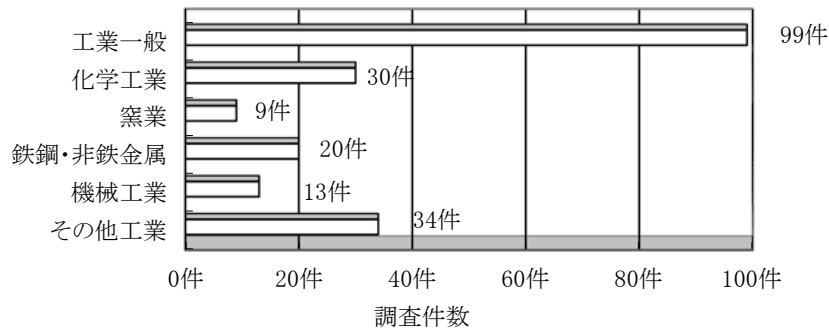 工業一般 99件
化学工業 30件
窯業 9件
鉄鋼・非鉄金属 20件
機械工業 13件
その他工業 34件
0件 20件 40件 60件 80件 100件
調査件数